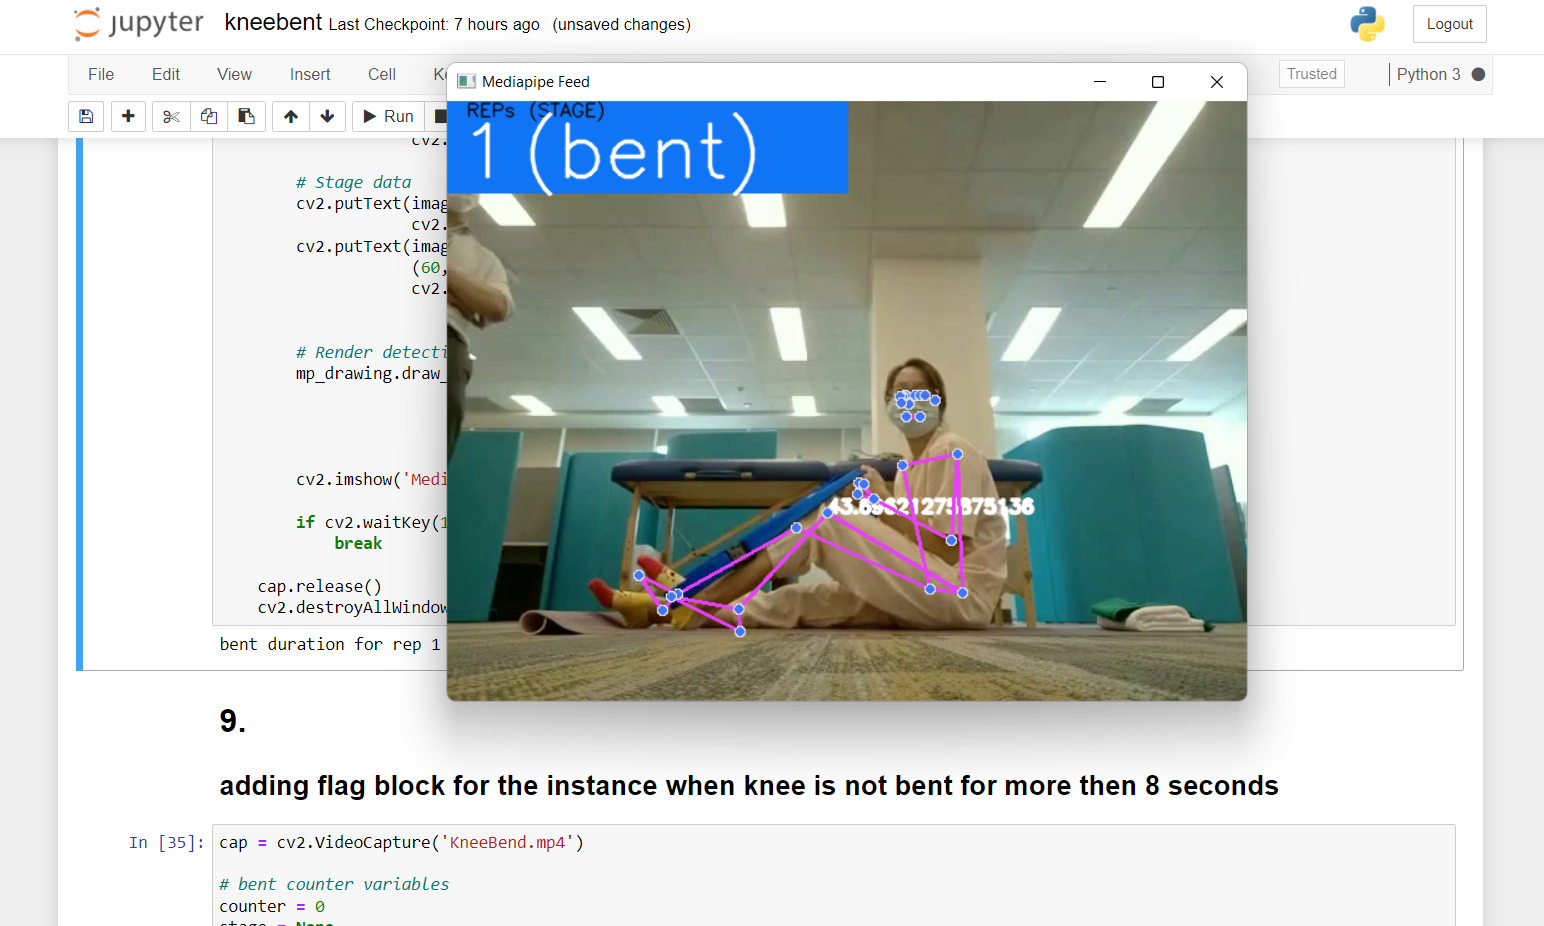 jupyter kneebent Last Checkpoint: 7 hours ago (unsaved changes)
Logout
File Edit View Insert Cell
Trusted
Python 3
Run
Mediapipe Feed
REPs (STAGE)
1 (bent)
cv2.
# Stage data
cv2.putText(imag
cv2.
cv2.putText(imag
(60,
cv2.
# Render detecti
mp_drawing.draw_
cv2.imshow('Medi
if cv2.waitKey(1
break
cap.release()
cv2.destroyAllWindow
bent duration for rep 1
9.
adding flag block for the instance when knee is not bent for more then 8 seconds
In [35]: cap = cv2.VideoCapture('KneeBend.mp4')
# bent counter variables
counter = 0
stage = None